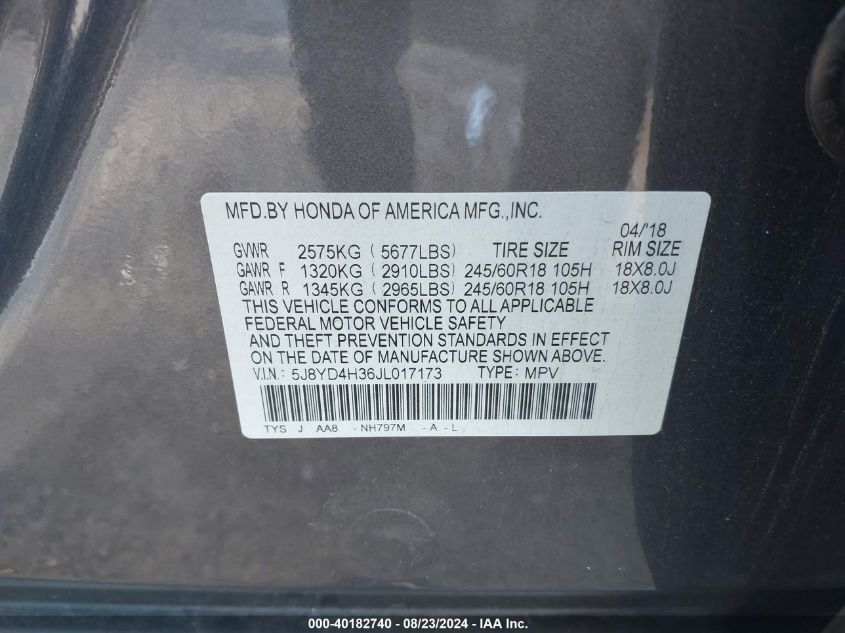 MFD.BY HONDA OF AMERICA MFG.,INC.
04/'18
GVWR 2575KG (5677LBS) TIRE SIZE RIM SIZE
GAWR F 1320KG (2910LBS) 245/60R18 105H 18X8.0J
GAWR R 1345KG (2965LBS) 245/60R18 105H 18X8.0J
THIS VEHICLE CONFORMS TO ALL APPLICABLE
FEDERAL MOTOR VEHICLE SAFETY
AND THEFT PREVENTION STANDARDS IN EFFECT
ON THE DATE OF MANUFACTURE SHOWN ABOVE.
V.I.N.: 5J8YD4H36JL017173 TYPE: MPV
TYS J AA8 -NH797M -A-L
000-40182740 - 08/23/2024 - IAAI.COM